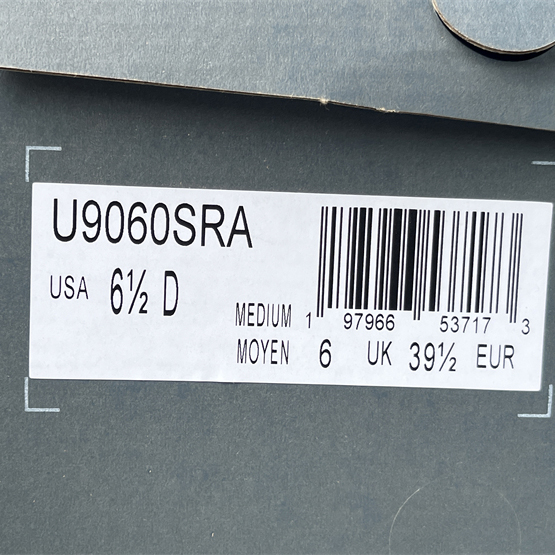 U9060SRA
USA 6½ D
MEDIUM 1 97966 53717 3
MOYEN 6 UK 39½ EUR